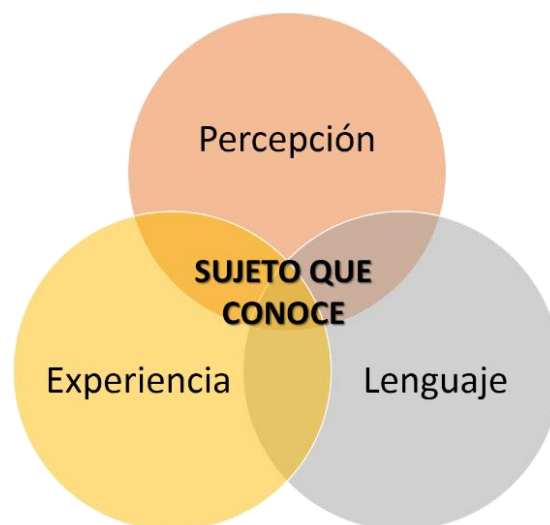 Percepción
SUJETO QUE
CONOCE
Experiencia
Lenguaje